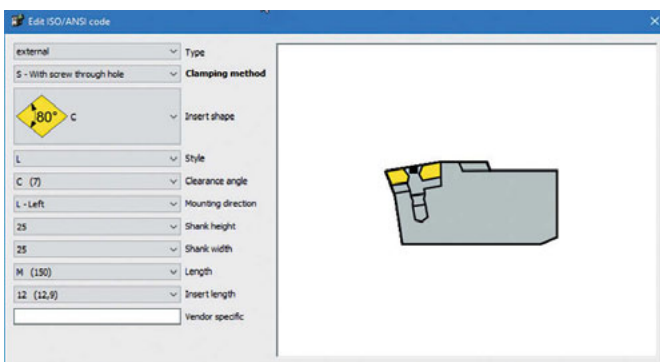 Edit ISO/ANSI code
external Type
S - With screw through hole Clamping method
80° C Insert shape
L Style
C (7) Clearance angle
L - Left Mounting direction
25 Shank height
25 Shank width
M (150) Length
12 (12,9) Insert length
Vendor specific